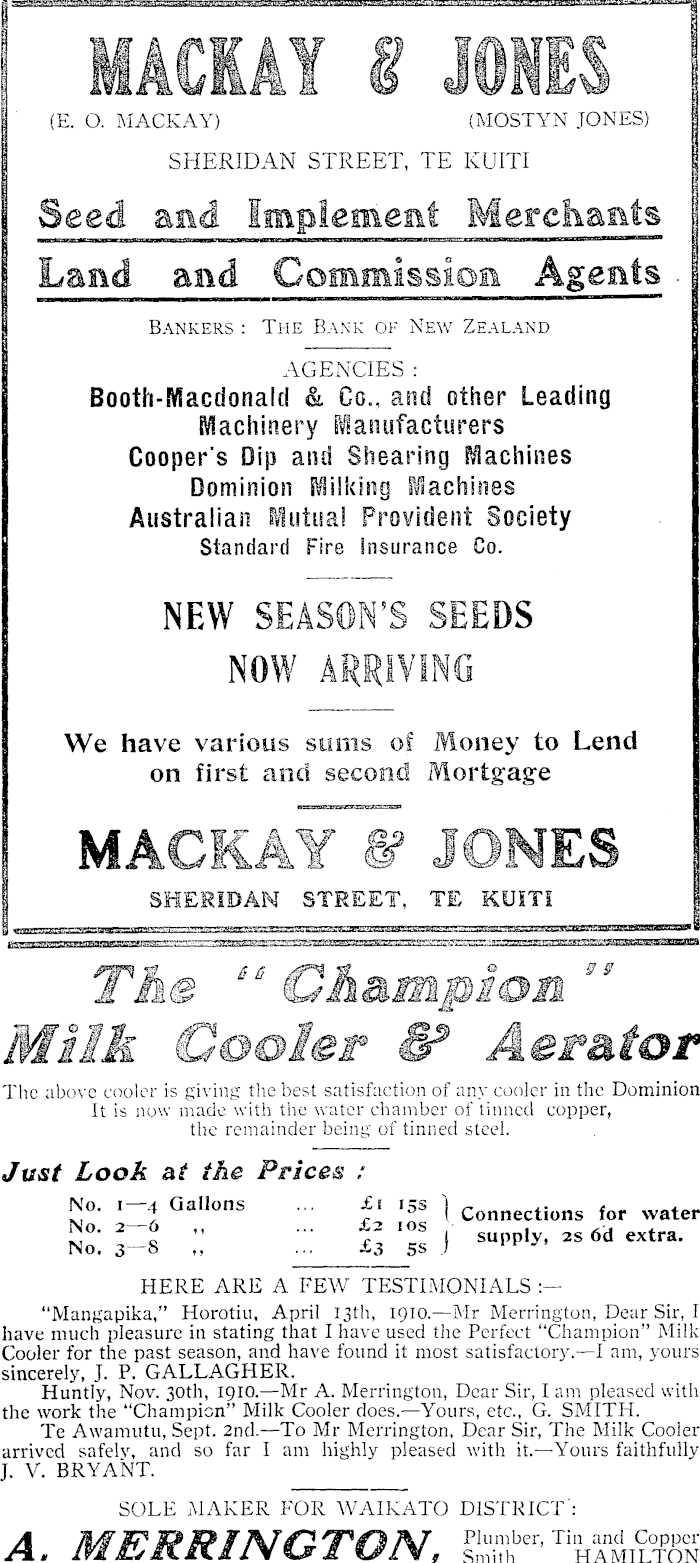 MACKAY & JONES
(E. O. MACKAY) (MOSTYN JONES)
SHERIDAN STREET, TE KUITI
Seed and Implement Merchants
Land and Commission Agents
BANKERS : THE BANK OF NEW ZEALAND
AGENCIES :
Booth-Macdonald & Co., and other Leading
Machinery Manufacturers
Cooper's Dip and Shearing Machines
Dominion Milking Machines
Australian Mutual Provident Society
Standard Fire Insurance Co.
NEW SEASON'S SEEDS
NOW ARRIVING
We have various sums of Money to Lend
on first and second Mortgage
MACKAY & JONES
SHERIDAN STREET, TE KUITI
The "Champion"
Milk Cooler & Aerator
The above cooler is giving the best satisfaction of any cooler in the Dominion
It is now made with the water chamber of tinned copper,
the remainder being of tinned steel.
Just Look at the Prices :
No. 1—4 Gallons ... £1 15s
No. 2—6 ,, ... £2 10s
No. 3—8 ,, ... £3 5s
Connections for water
supply, 2s 6d extra.
HERE ARE A FEW TESTIMONIALS :—
"Mangapika," Horotiu, April 13th, 1910.—Mr Merrington, Dear Sir, I
have much pleasure in stating that I have used the Perfect "Champion" Milk
Cooler for the past season, and have found it most satisfactory.—I am, yours
sincerely, J. P. GALLAGHER.
Huntly, Nov. 30th, 1910.—Mr A. Merrington, Dear Sir, I am pleased with
the work the "Champion" Milk Cooler does.—Yours, etc., G. SMITH.
Te Awamutu, Sept. 2nd.—To Mr Merrington, Dear Sir, The Milk Cooler
arrived safely, and so far I am highly pleased with it.—Yours faithfully
J. V. BRYANT.
SOLE MAKER FOR WAIKATO DISTRICT :
A. MERRINGTON,
Plumber, Tin and Copper
Smith HAMILTON